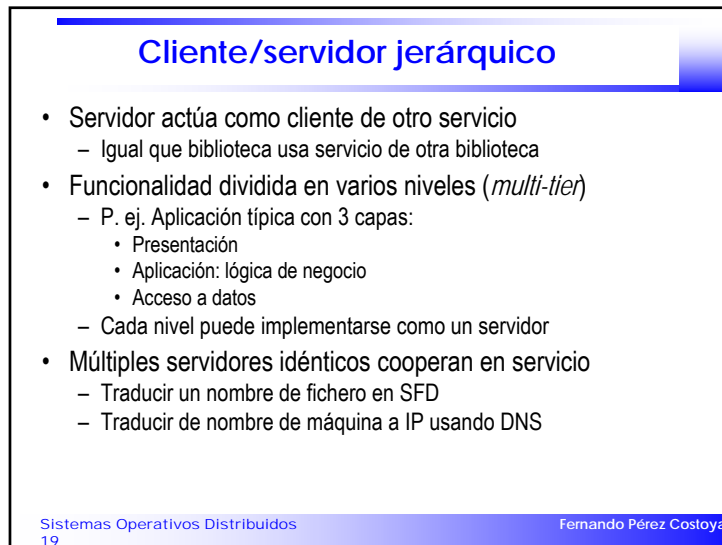 Cliente/servidor jerárquico
• Servidor actúa como cliente de otro servicio
– Igual que biblioteca usa servicio de otra biblioteca
• Funcionalidad dividida en varios niveles (multi-tier)
– P. ej. Aplicación típica con 3 capas:
• Presentación
• Aplicación: lógica de negocio
• Acceso a datos
– Cada nivel puede implementarse como un servidor
• Múltiples servidores idénticos cooperan en servicio
– Traducir un nombre de fichero en SFD
– Traducir de nombre de máquina a IP usando DNS
Sistemas Operativos Distribuidos
19
Fernando Pérez Costoya